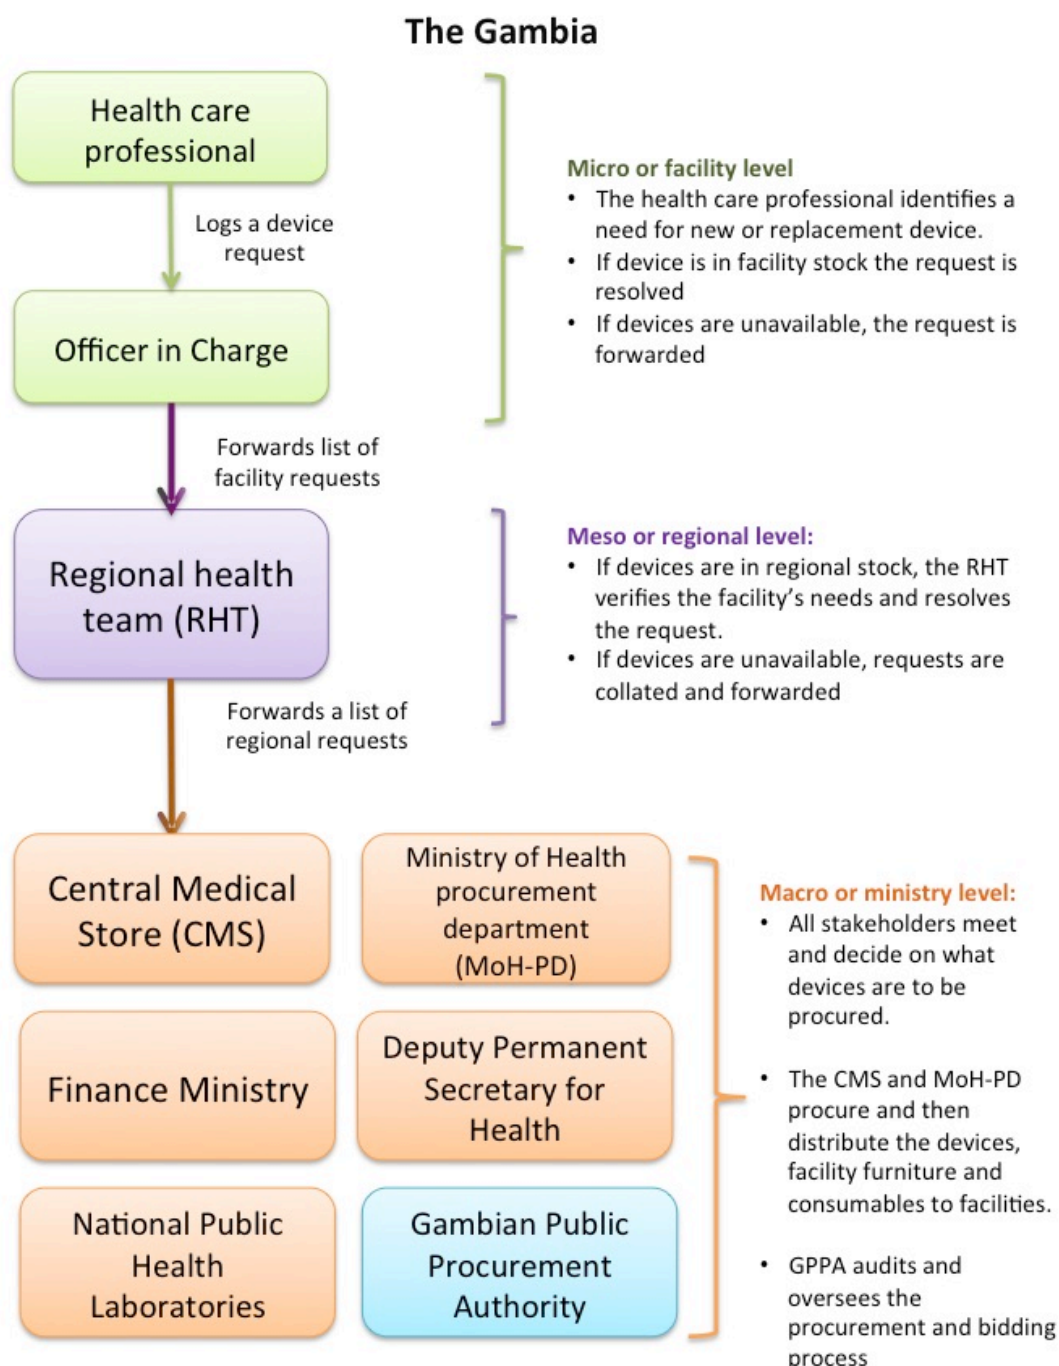 The Gambia
Health care
professional
Logs a device
request
Officer in Charge
Micro or facility level
• The health care professional identifies a
need for new or replacement device.
• If device is in facility stock the request is
resolved
• If devices are unavailable, the request is
forwarded
Forwards list of
facility requests
Regional health
team (RHT)
Meso or regional level:
• If devices are in regional stock, the RHT
verifies the facility's needs and resolves
the request.
• If devices are unavailable, requests are
collated and forwarded
Forwards a list of
regional requests
Central Medical
Store (CMS)
Ministry of Health
procurement
department
(MoH-PD)
Finance Ministry
Deputy Permanent
Secretary for
Health
National Public
Health
Laboratories
Gambian Public
Procurement
Authority
Macro or ministry level:
• All stakeholders meet
and decide on what
devices are to be
procured.
• The CMS and MoH-PD
procure and then
distribute the devices,
facility furniture and
consumables to facilities.
• GPPA audits and
oversees the
procurement and bidding
process